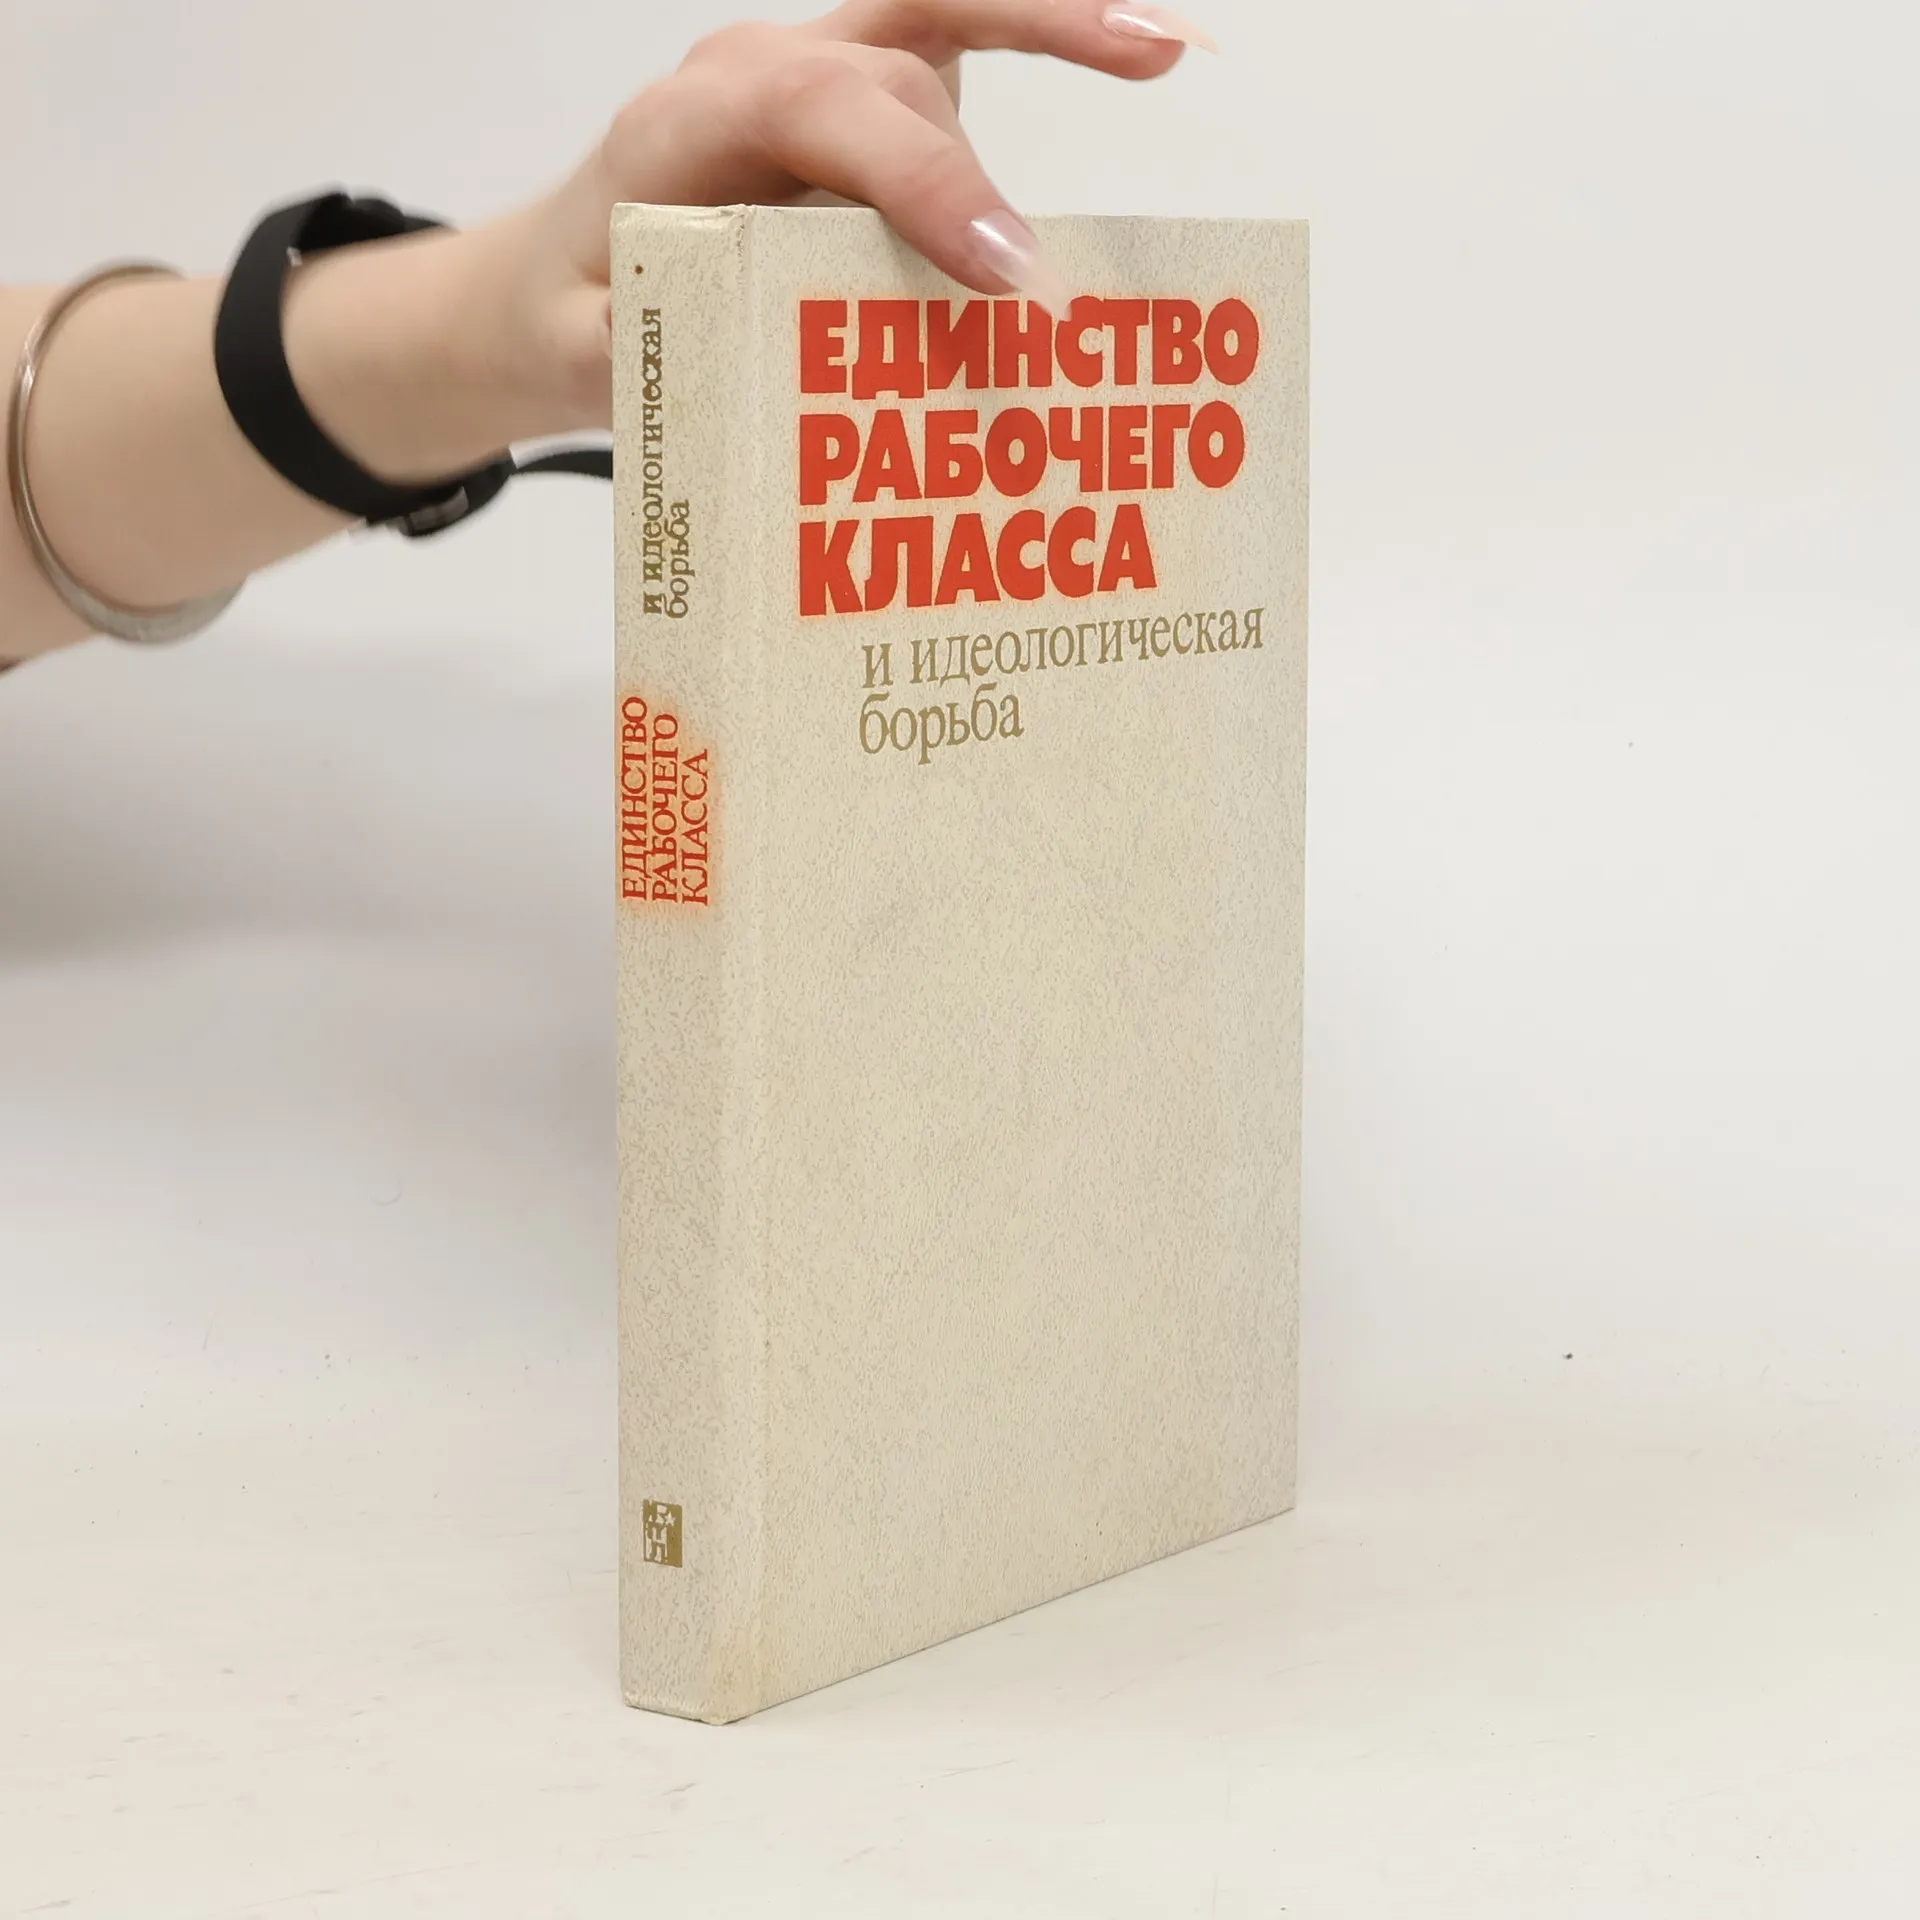 ЕДИНСТВО
РАБОЧЕГО
КЛАССА
и идеологическая
борьба
ЕДИНСТВО
РАБОЧЕГО
КЛАССА
и идеологическая
борьба